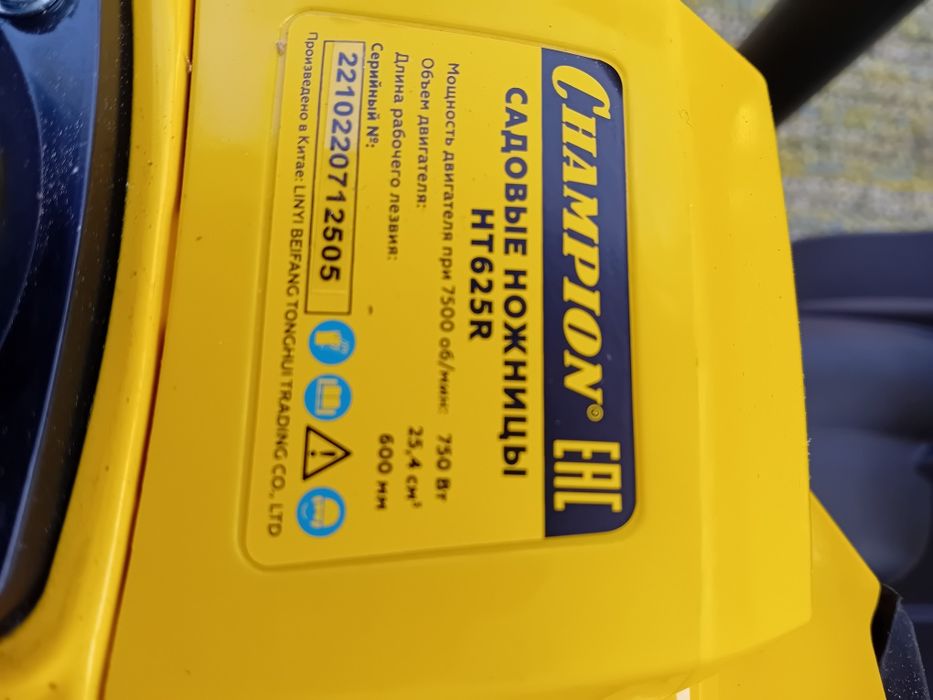 CHAMPION® EAC
САДОВЫЕ НОЖНИЦЫ
HT625R
Мощность двигателя при 7500 об/мин: 750 Вт
Объем двигателя: 25,4 см³
Длина рабочего лезвия: 600 мм
Серийный №:
2210220712505
Произведено в Китае: LINYI BEIFANG TONGHUI TRADING CO., LTD